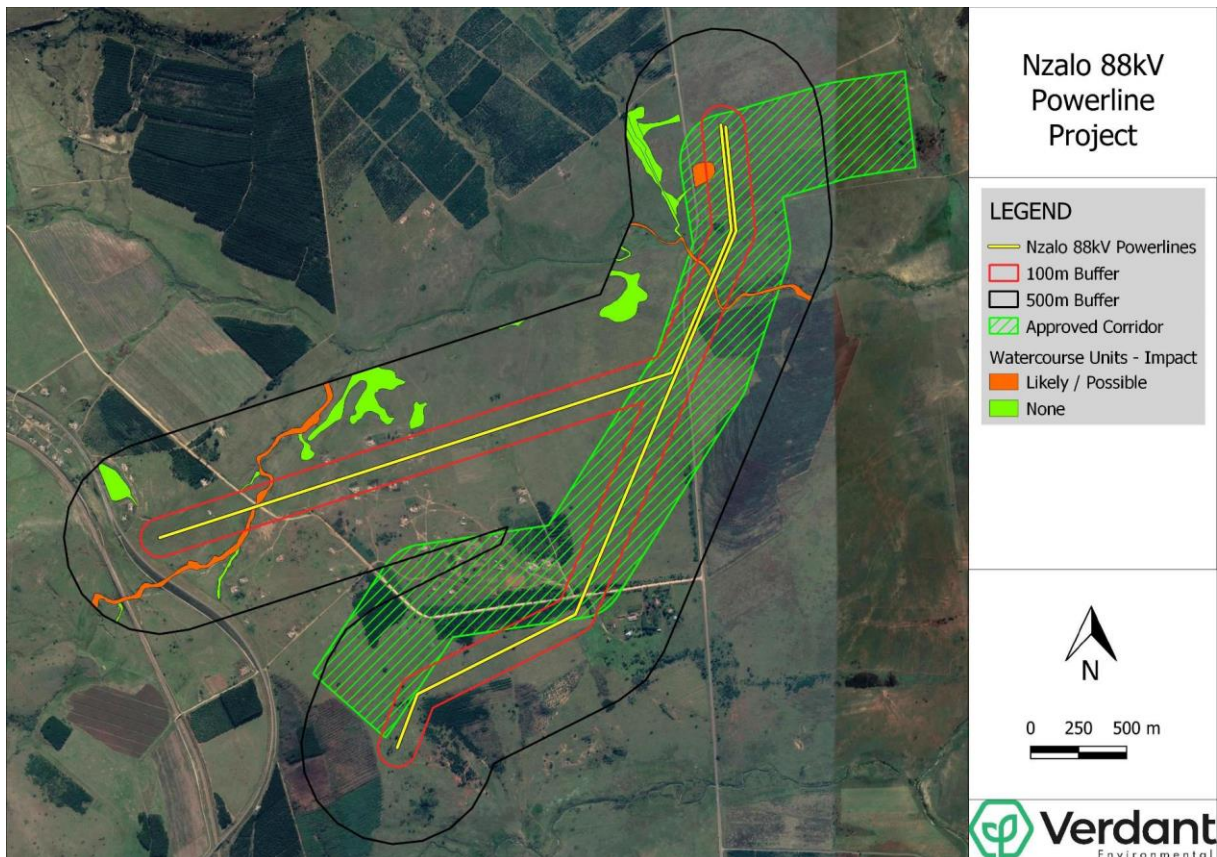 Nzalo 88kV
Powerline
Project
LEGEND
Nzalo 88kV Powerlines
100m Buffer
500m Buffer
Approved Corridor
Watercourse Units - Impact
Likely / Possible
None
N
0 250 500 m
Verdant
Environmental